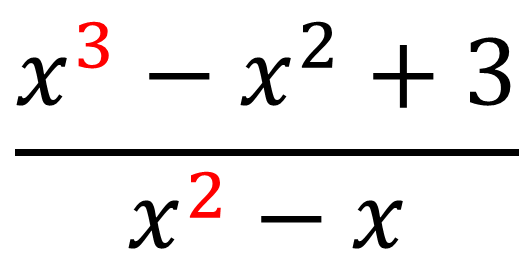 x³ − x² + 3
x² − x